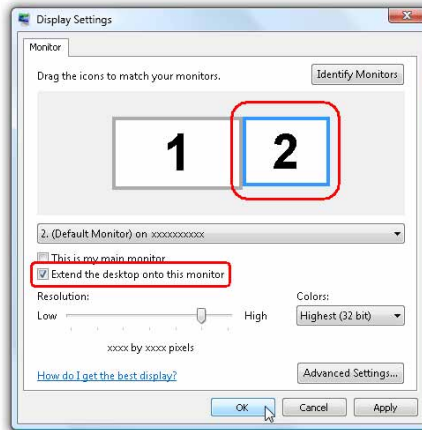 Display Settings
Monitor
Drag the icons to match your monitors.
Identify Monitors
1
2
2. (Default Monitor) on xxxxxxxxxx
This is my main monitor
Extend the desktop onto this monitor
Resolution:
Colors:
Low
High
Highest (32 bit)
xxxx by xxxx pixels
How do I get the best display?
Advanced Settings...
OK
Cancel
Apply